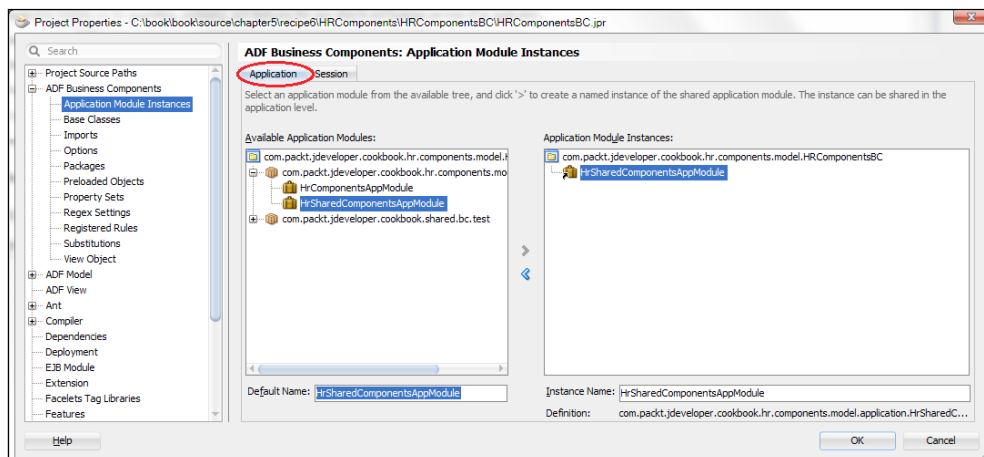 Project Properties - C:\book\book\source\chapter5\recipe6\HRComponents\HRComponentsBC\HRComponentsBC.jpr
Search
Project Source Paths
ADF Business Components
Application Module Instances
Base Classes
Imports
Options
Packages
Preloaded Objects
Property Sets
Regex Settings
Registered Rules
Substitutions
View Object
ADF Model
ADF View
Ant
Compiler
Dependencies
Deployment
EJB Module
Extension
Facelets Tag Libraries
Features
ADF Business Components: Application Module Instances
Application Session
Select an application module from the available tree, and click '>' to create a named instance of the shared application module. The instance can be shared in the
application level.
Available Application Modules:
com.packt.jdeveloper.cookbook.hr.components.model.H
com.packt.jdeveloper.cookbook.hr.components.mo
HrComponentsAppModule
HrSharedComponentsAppModule
com.packt.jdeveloper.cookbook.shared.bc.test
Default Name: HrSharedComponentsAppModule
Application Module Instances:
com.packt.jdeveloper.cookbook.hr.components.model.HRComponentsBC
HrSharedComponentsAppModule
Instance Name: HrSharedComponentsAppModule
Definition: com.packt.jdeveloper.cookbook.hr.components.model.application.HrSharedC...
Help
OK
Cancel